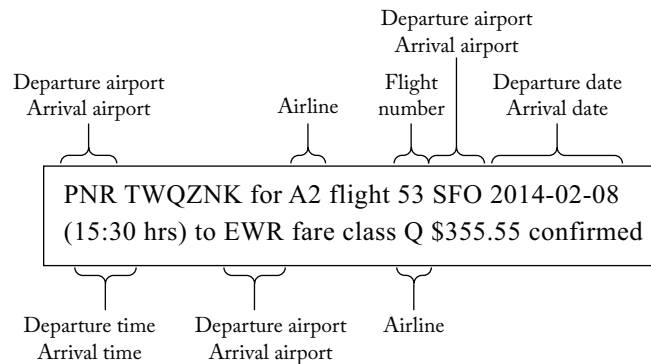 Departure airport
Arrival airport
Departure airport
Arrival airport
Airline
Flight
number
Departure date
Arrival date
PNR TWQZNK for A2 flight 53 SFO 2014-02-08
(15:30 hrs) to EWR fare class Q $355.55 confirmed
Departure time
Arrival time
Departure airport
Arrival airport
Airline